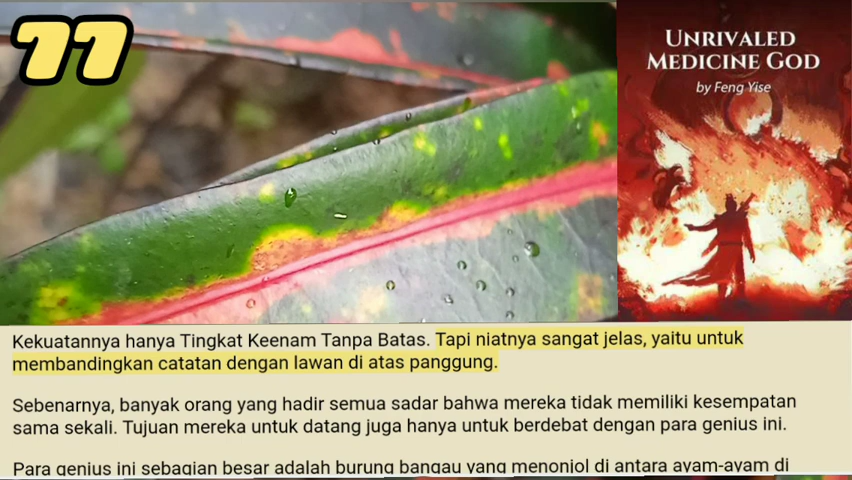 77
UNRIVALED
MEDICINE GOD
by Feng Yise
Kekuatannya hanya Tingkat Keenam Tanpa Batas. Tapi niatnya sangat jelas, yaitu untuk
membandingkan catatan dengan lawan di atas panggung.
Sebenarnya, banyak orang yang hadir semua sadar bahwa mereka tidak memiliki kesempatan
sama sekali. Tujuan mereka untuk datang juga hanya untuk berdebat dengan para genius ini.
Para genius ini sebagian besar adalah burung bangau yang menonjol di antara ayam-ayam di